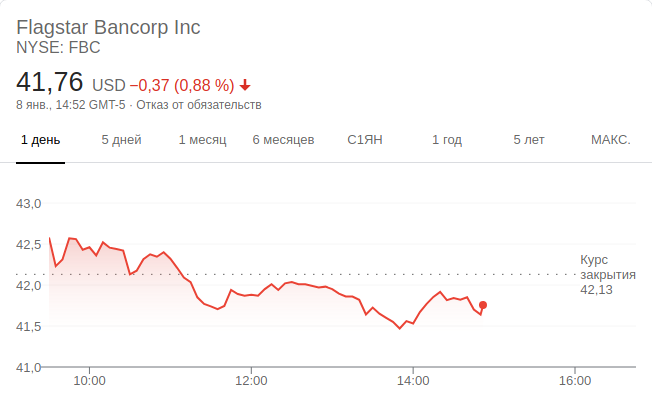 Flagstar Bancorp Inc
NYSE: FBC
41,76 USD −0,37 (0,88 %)
8 янв., 14:52 GMT-5 · Отказ от обязательств
1 день 5 дней 1 месяц 6 месяцев С1ЯН 1 год 5 лет МАКС.
43,0
42,5
Курс
закрытия
42,13
42,0
41,5
41,0
10:00 12:00 14:00 16:00